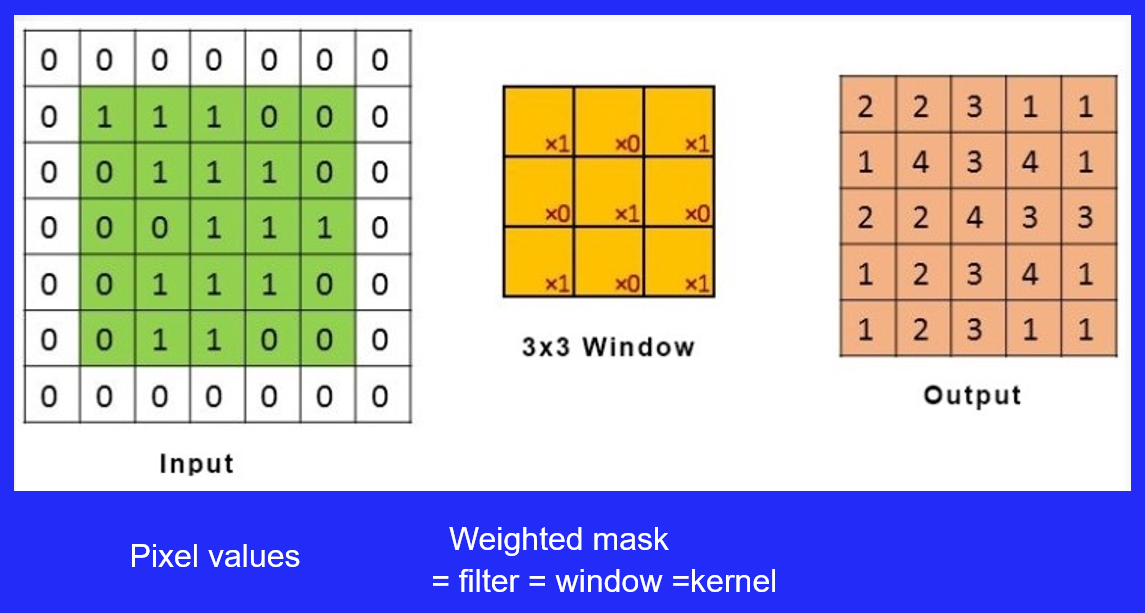 0 0 0 0 0 0 0
0 1 1 1 0 0 0
0 0 1 1 1 0 0
0 0 0 1 1 1 0
0 0 1 1 1 0 0
0 0 1 1 0 0 0
0 0 0 0 0 0 0
Input
×1 ×0 ×1
×0 ×1 ×0
×1 ×0 ×1
3x3 Window
2 2 3 1 1
1 4 3 4 1
2 2 4 3 3
1 2 3 4 1
1 2 3 1 1
Output
Pixel values
Weighted mask
= filter = window =kernel